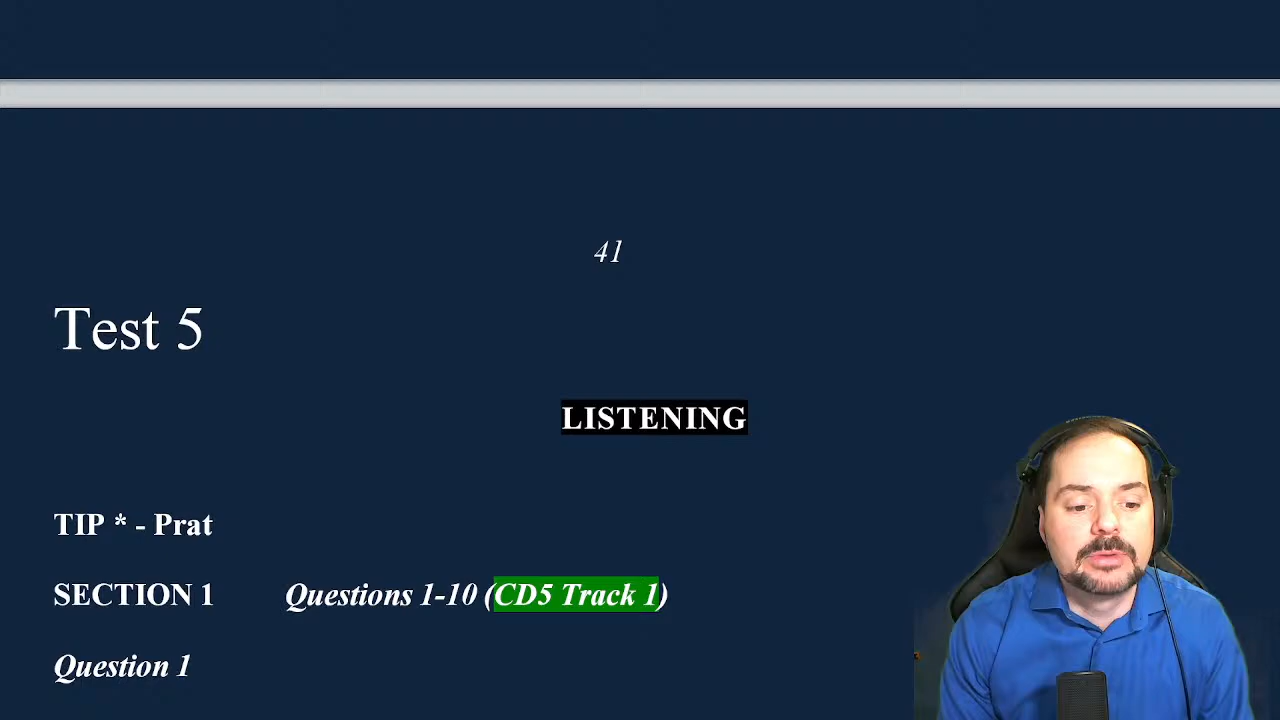 41
Test 5
LISTENING
TIP * - Prat
SECTION 1 Questions 1-10 (CD5 Track 1)
Question 1